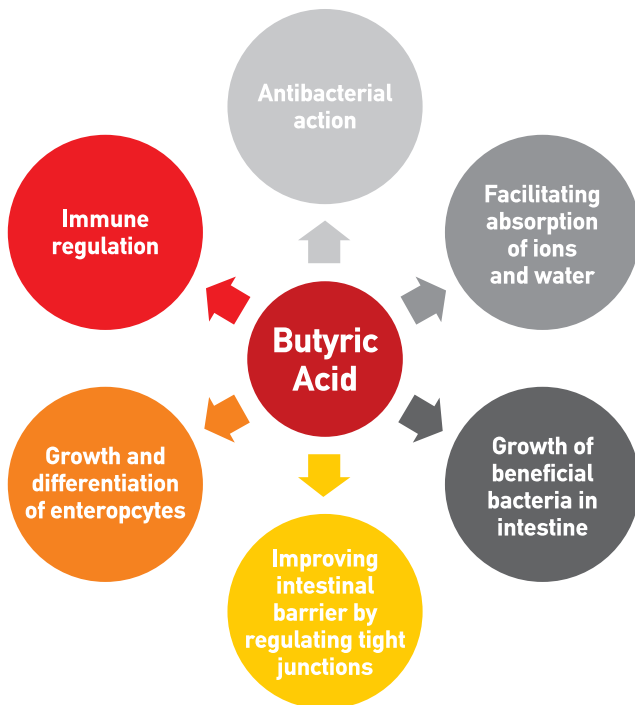 Antibacterial
action
Facilitating
absorption
of ions
and water
Immune
regulation
Butyric
Acid
Growth of
beneficial
bacteria in
intestine
Growth and
differentiation
of enteropcytes
Improving
intestinal
barrier by
regulating tight
junctions